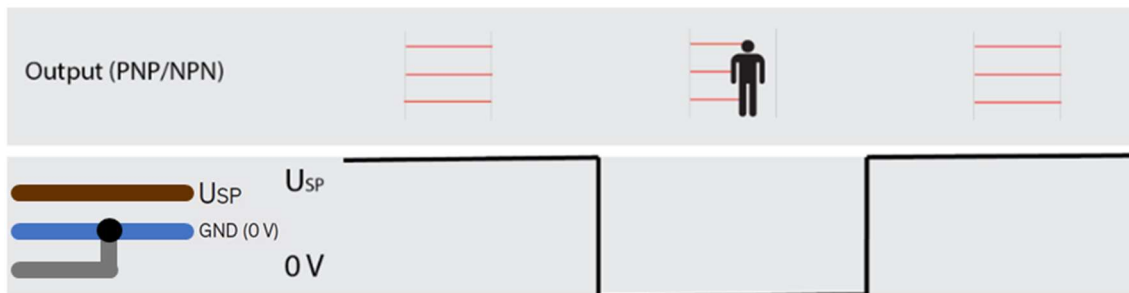 Output (PNP/NPN)
USP
USP
GND (0 V)
0 V